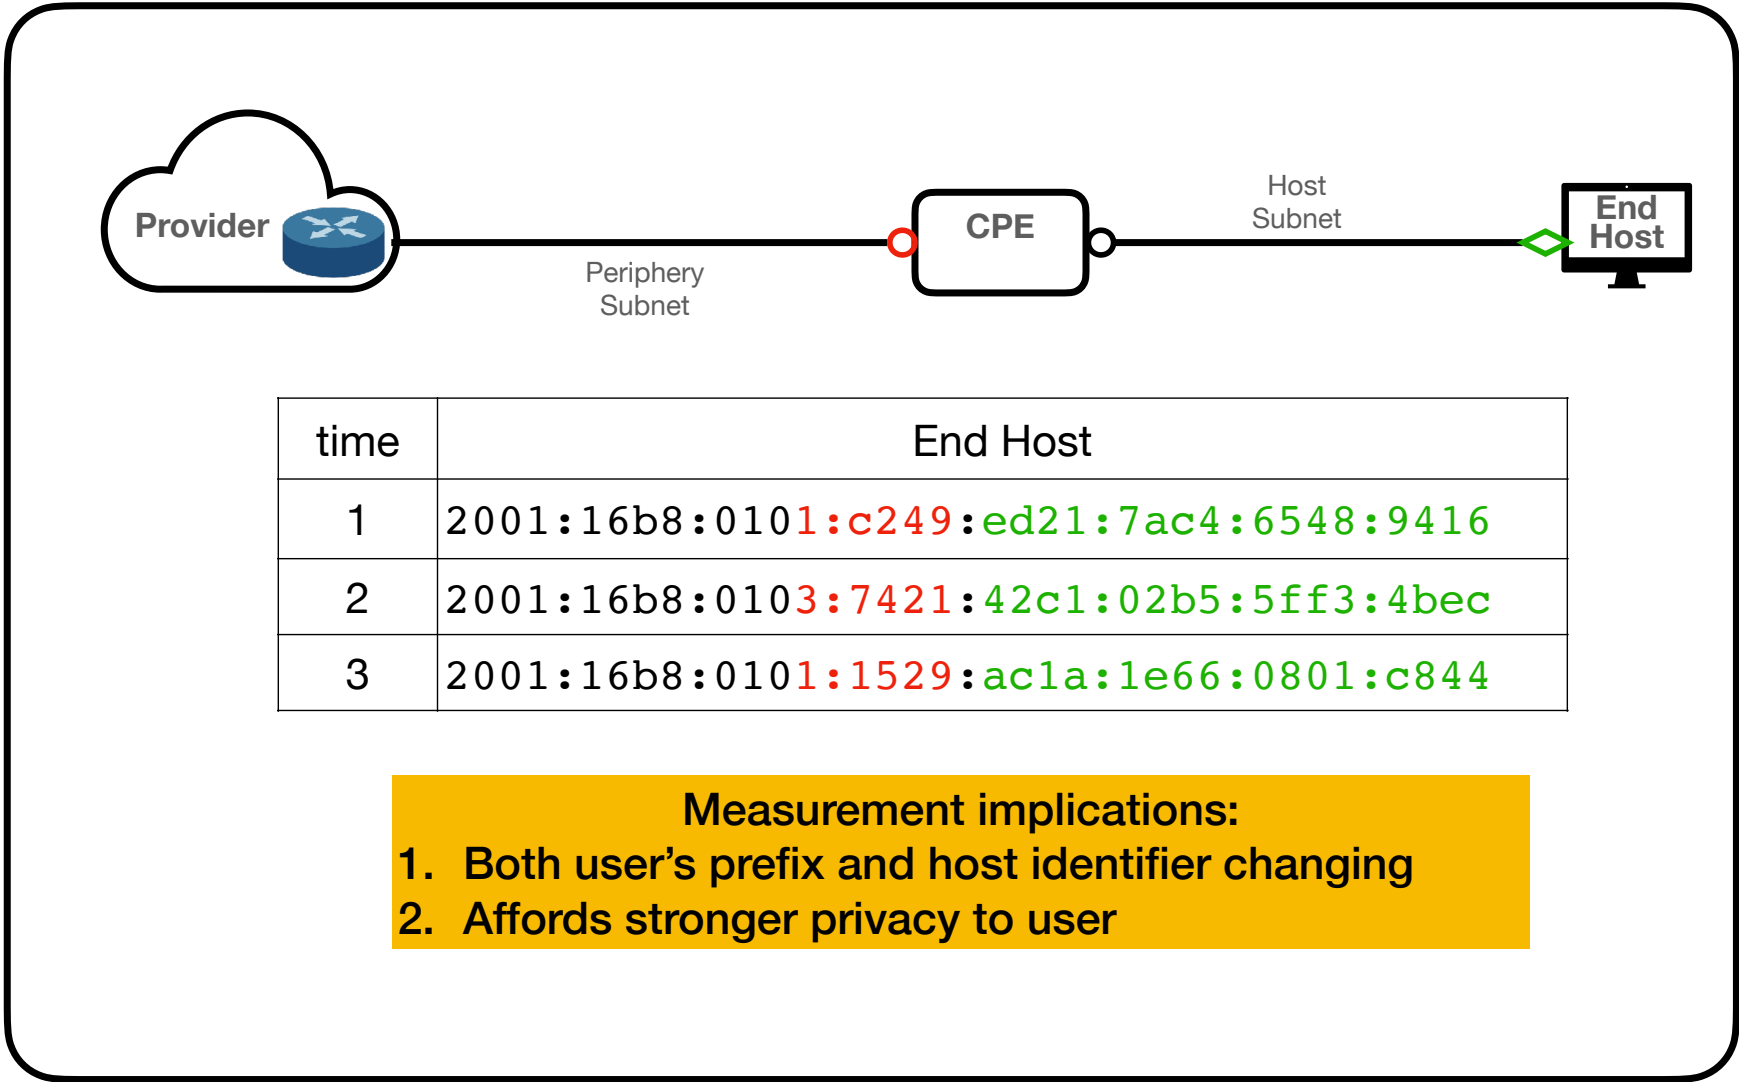 Provider
CPE
Host
Subnet
End
Host
Periphery
Subnet
time End Host
1 2001:16b8:0101:c249:ed21:7ac4:6548:9416
2 2001:16b8:0103:7421:42c1:02b5:5ff3:4bec
3 2001:16b8:0101:1529:ac1a:1e66:0801:c844
Measurement implications:
1. Both user’s prefix and host identifier changing
2. Affords stronger privacy to user